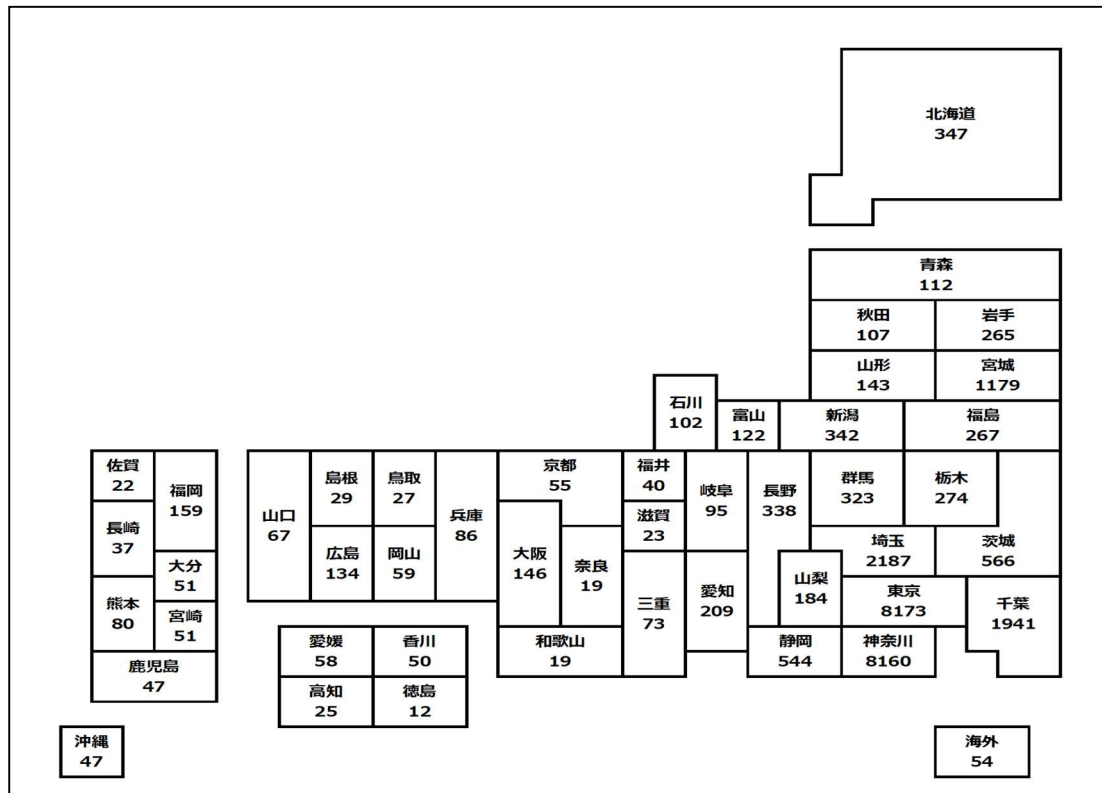 北海道
347
青森
112
秋田
107
岩手
265
山形
143
宮城
1179
石川
102
富山
122
新潟
342
福島
267
佐賀
22
福岡
159
長崎
37
大分
51
熊本
80
宮崎
51
鹿児島
47
沖縄
47
山口
67
島根
29
鳥取
27
広島
134
岡山
59
兵庫
86
京都
55
大阪
146
奈良
19
和歌山
19
福井
40
滋賀
23
三重
73
岐阜
95
愛知
209
長野
338
山梨
184
静岡
544
群馬
323
栃木
274
埼玉
2187
茨城
566
東京
8173
千葉
1941
神奈川
8160
愛媛
58
香川
50
高知
25
徳島
12
海外
54